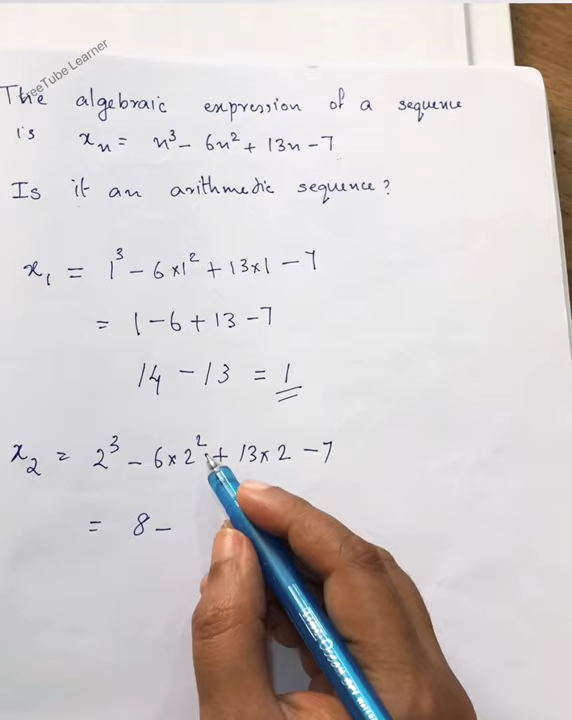 FreeTube Learner
The algebraic expression of a sequence
is xₙ = n³ - 6n² + 13n - 7
Is it an arithmedic sequence?
x₁ = 1³ - 6×1² + 13×1 - 7
= 1 - 6 + 13 - 7
14 - 13 = 1
x₂ = 2³ - 6×2² + 13×2 - 7
= 8 -